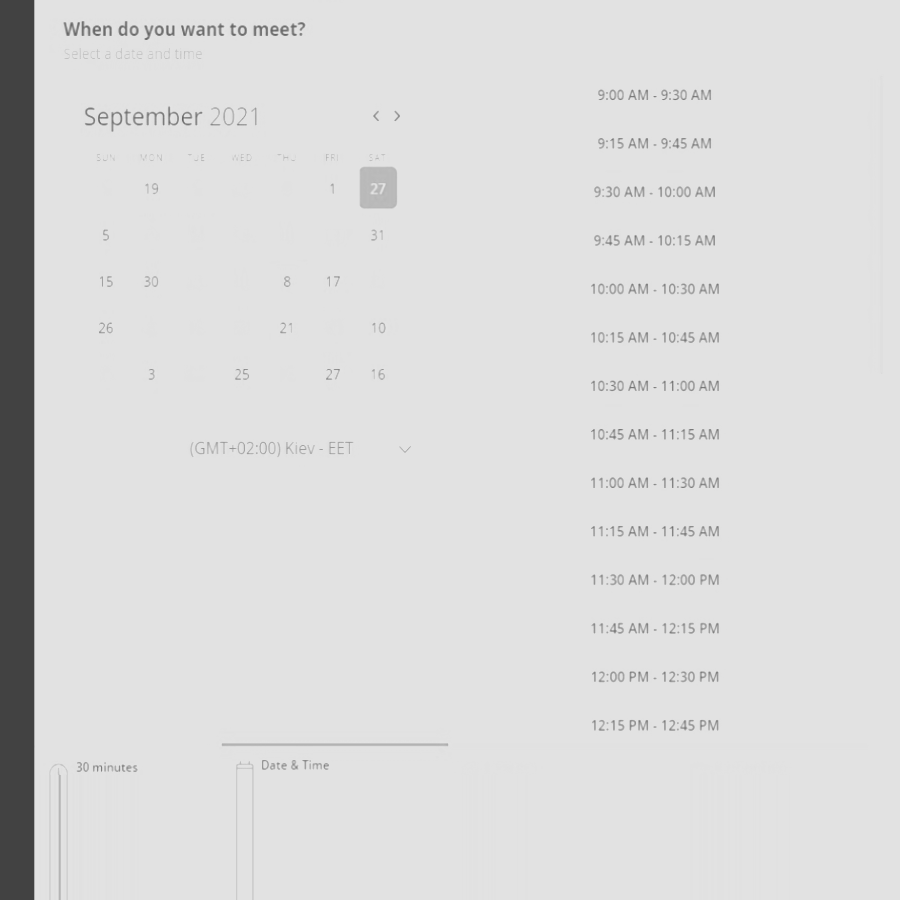 When do you want to meet?
Select a date and time
September 2021
SUN MON TUE WED THU FRI SAT
19 1 27
5 31
15 30 8 17
26 21 10
3 25 27 16
(GMT+02:00) Kiev - EET
9:00 AM - 9:30 AM
9:15 AM - 9:45 AM
9:30 AM - 10:00 AM
9:45 AM - 10:15 AM
10:00 AM - 10:30 AM
10:15 AM - 10:45 AM
10:30 AM - 11:00 AM
10:45 AM - 11:15 AM
11:00 AM - 11:30 AM
11:15 AM - 11:45 AM
11:30 AM - 12:00 PM
11:45 AM - 12:15 PM
12:00 PM - 12:30 PM
12:15 PM - 12:45 PM
30 minutes
Date & Time